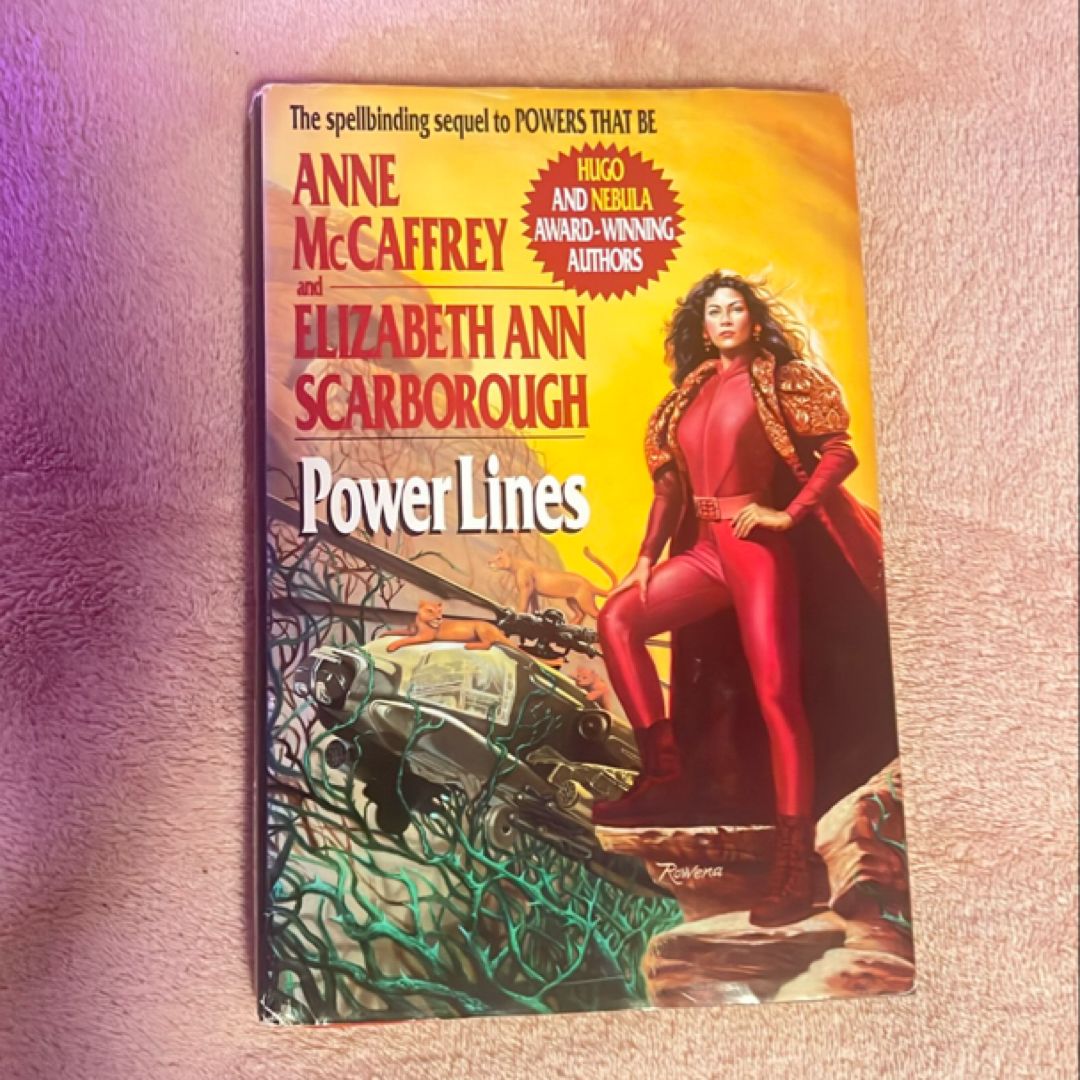 The spellbinding sequel to POWERS THAT BE
ANNE
McCAFFREY
and
ELIZABETH ANN
SCARBOROUGH
HUGO
AND NEBULA
AWARD-WINNING
AUTHORS
Power Lines
Rowena